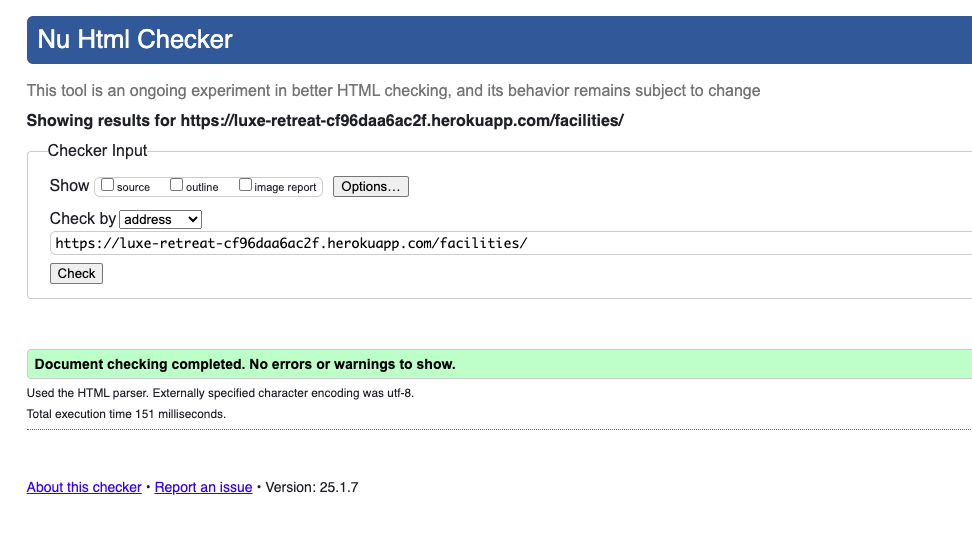 Nu Html Checker
This tool is an ongoing experiment in better HTML checking, and its behavior remains subject to change
Showing results for https://luxe-retreat-cf96daa6ac2f.herokuapp.com/facilities/
Checker Input
Show source outline image report Options...
Check by address
https://luxe-retreat-cf96daa6ac2f.herokuapp.com/facilities/
Check
Document checking completed. No errors or warnings to show.
Used the HTML parser. Externally specified character encoding was utf-8.
Total execution time 151 milliseconds.
About this checker • Report an issue • Version: 25.1.7